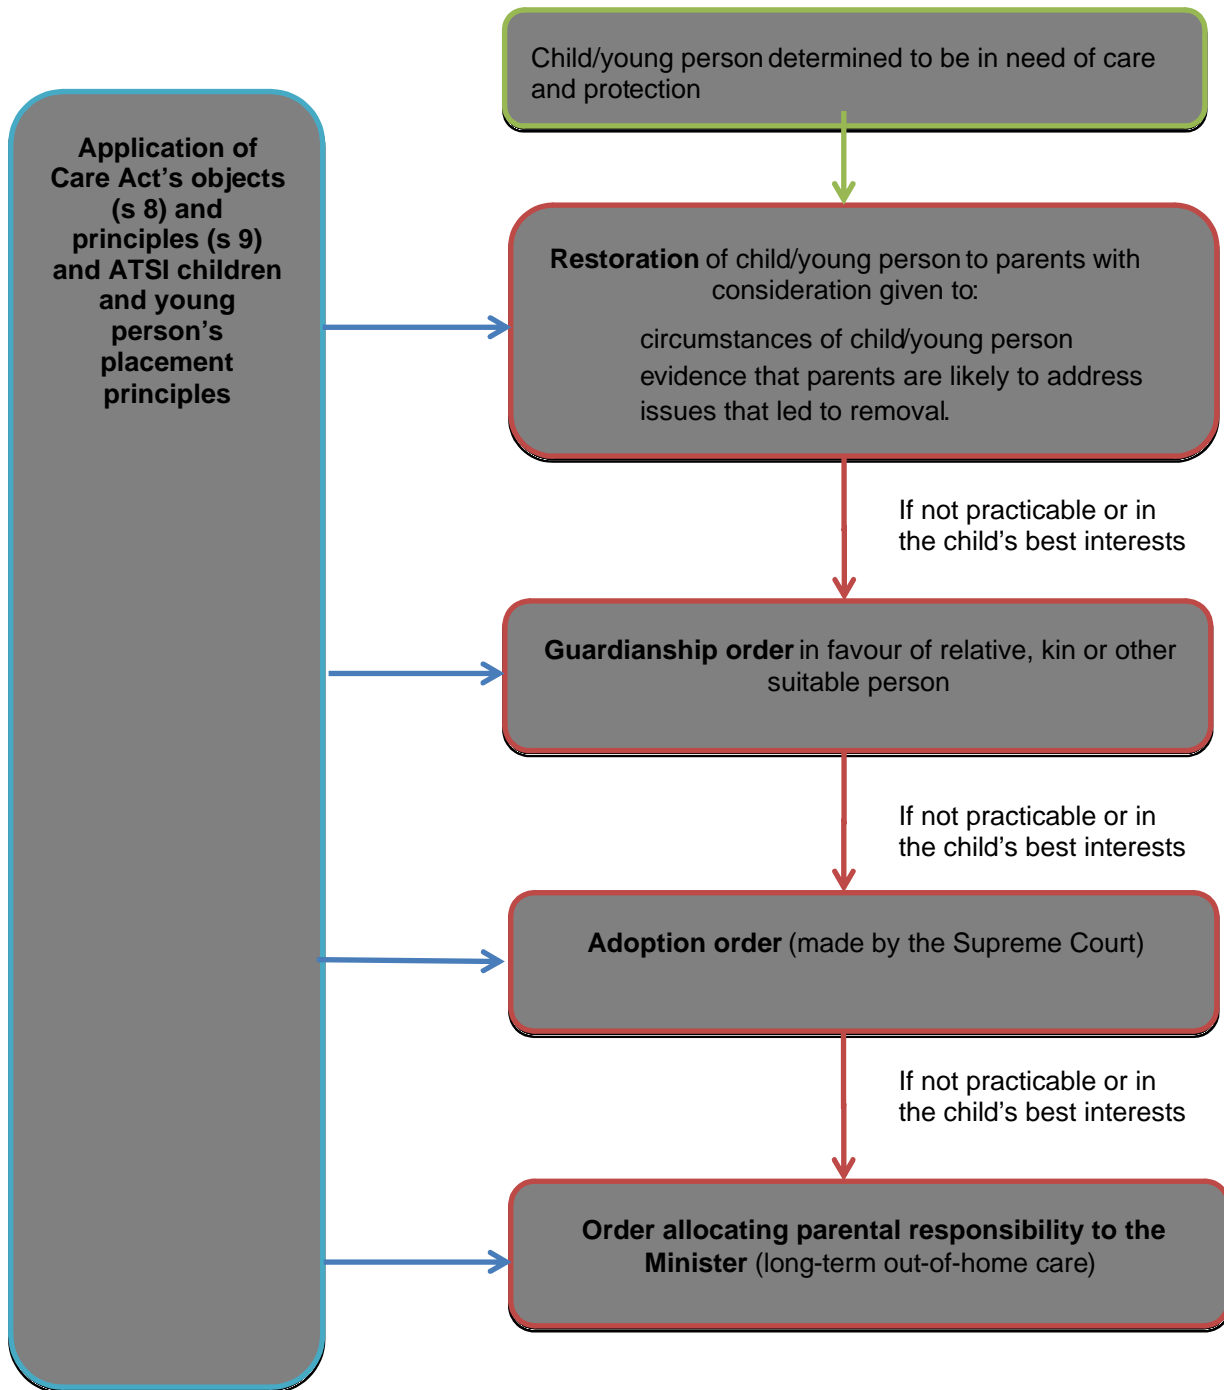 Child/young person determined to be in need of care
and protection
Application of
Care Act’s objects
(s 8) and
principles (s 9)
and ATSI children
and young
person’s
placement
principles
Restoration of child/young person to parents with
consideration given to:
circumstances of child/young person
evidence that parents are likely to address
issues that led to removal.
If not practicable or in
the child’s best interests
Guardianship order in favour of relative, kin or other
suitable person
If not practicable or in
the child’s best interests
Adoption order (made by the Supreme Court)
If not practicable or in
the child’s best interests
Order allocating parental responsibility to the
Minister (long-term out-of-home care)